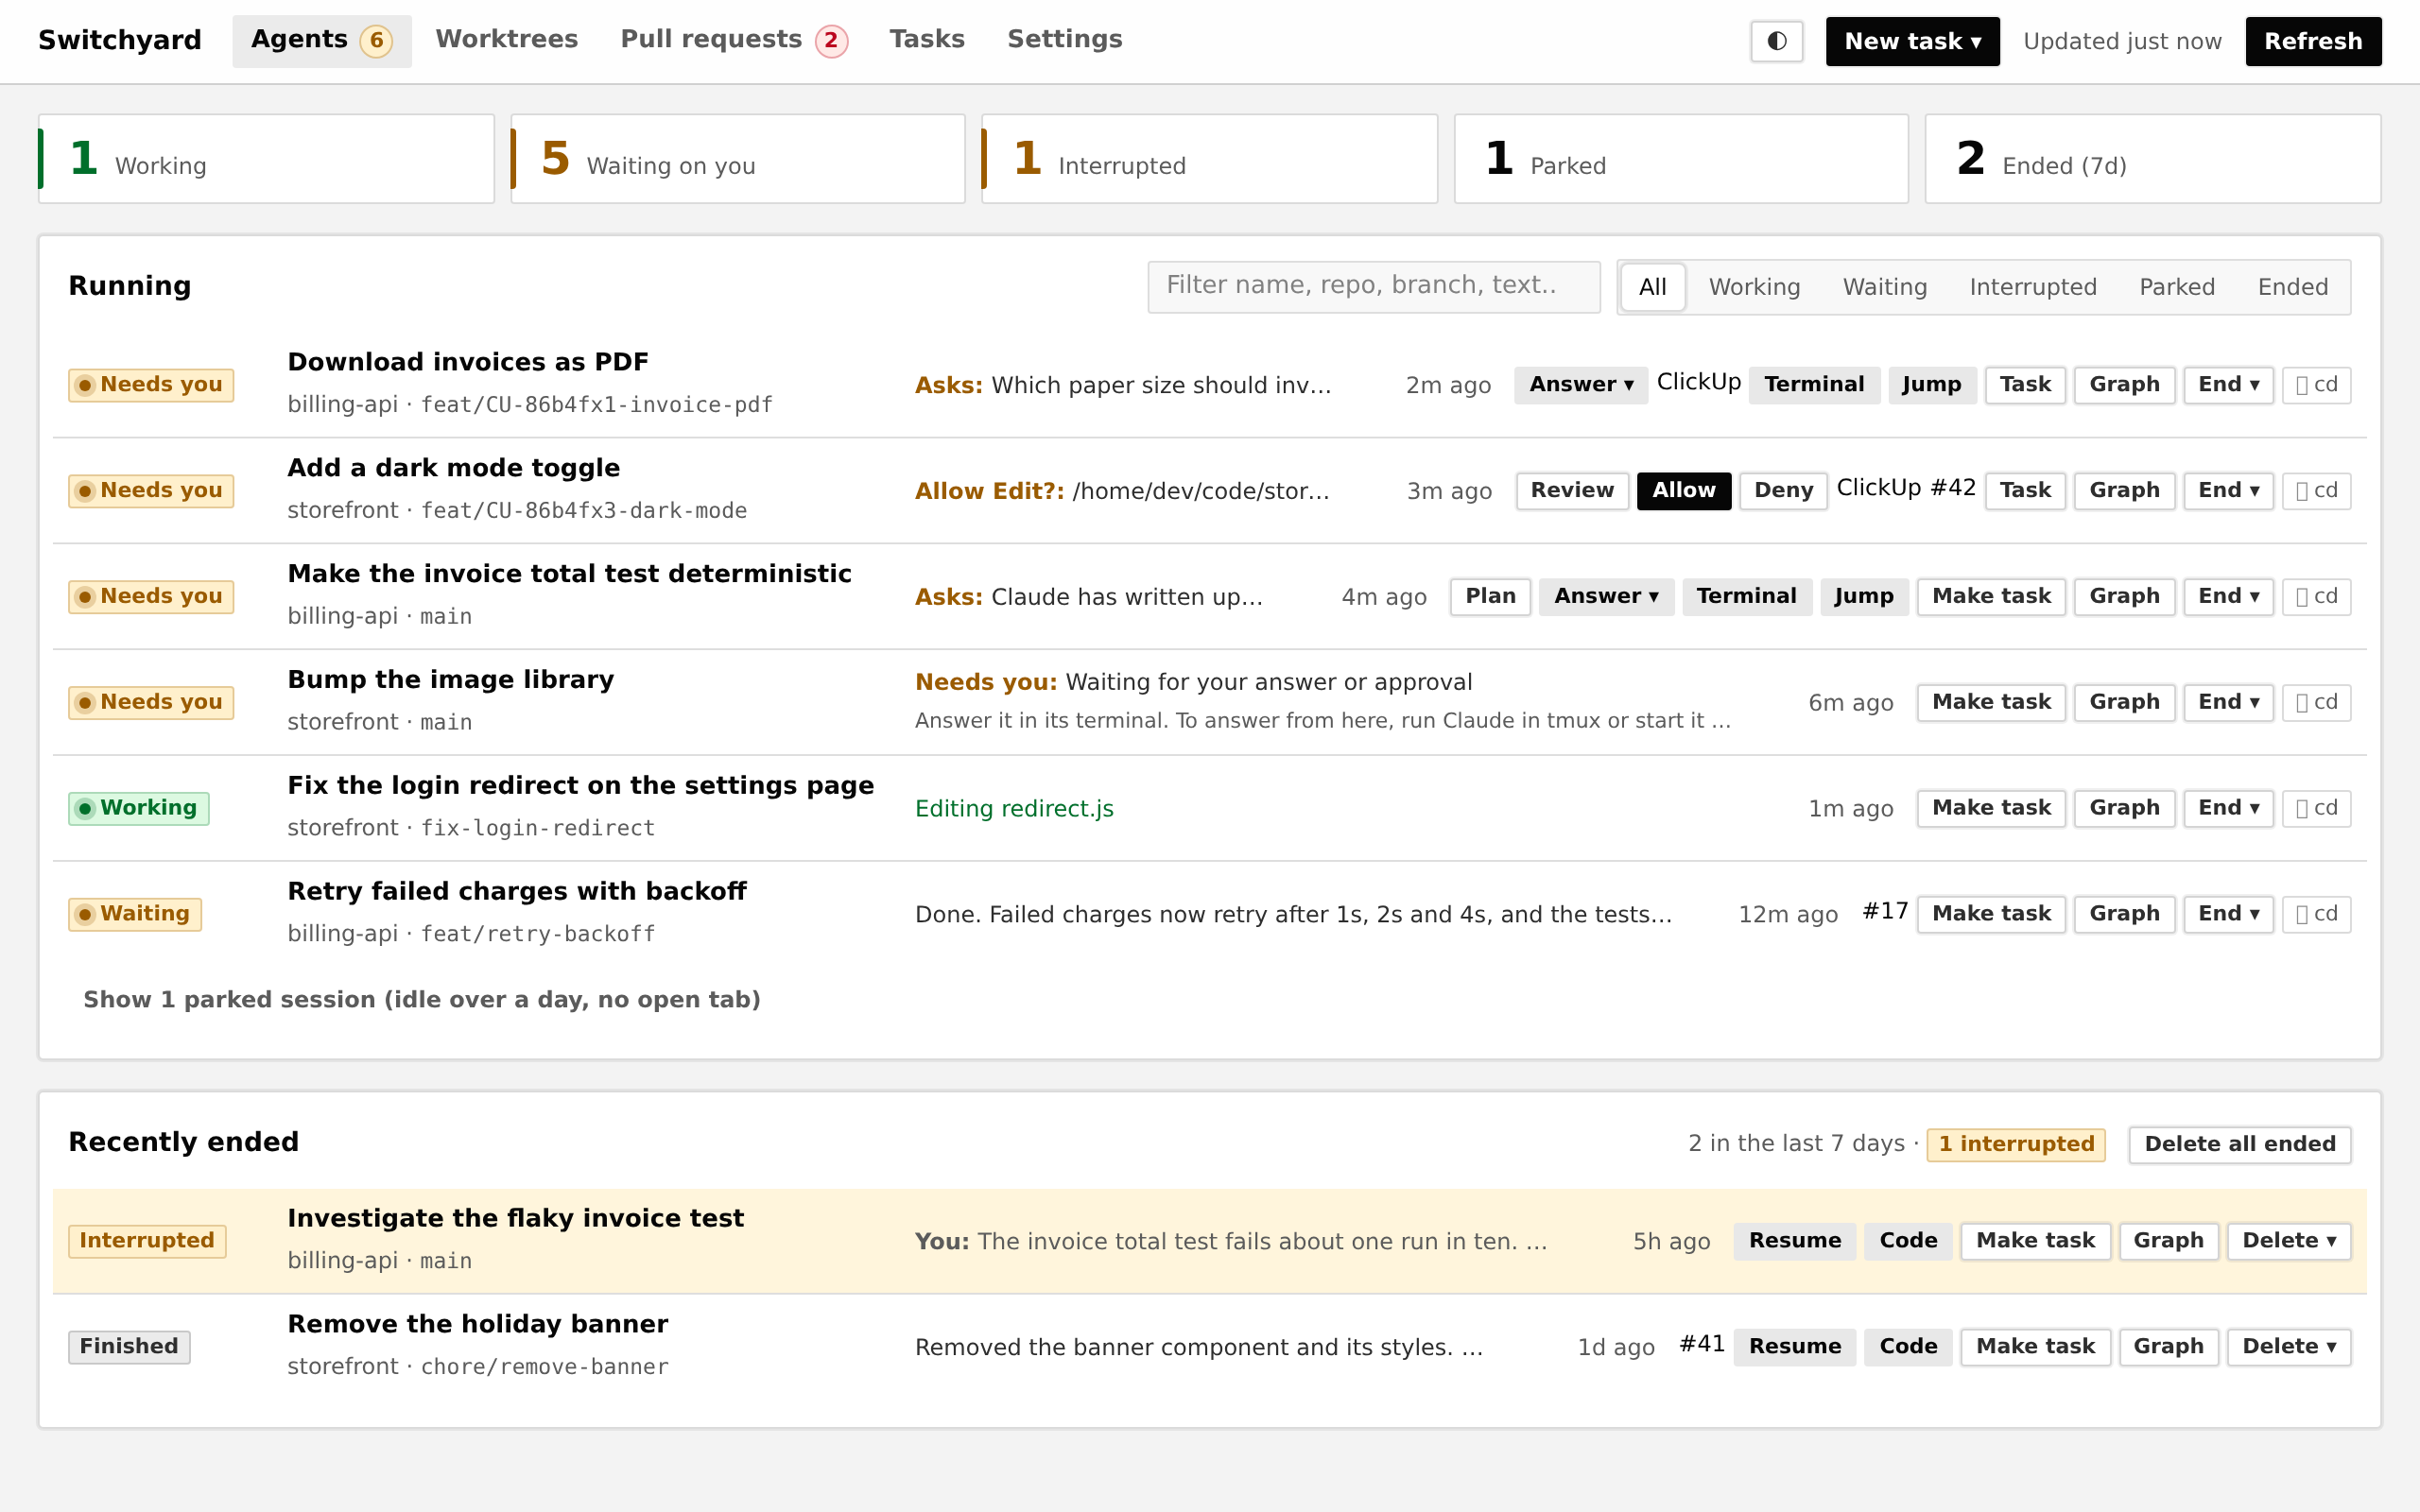 Switchyard Agents 6 Worktrees Pull requests 2 Tasks Settings New task ▾ Updated just now Refresh
1 Working 5 Waiting on you 1 Interrupted 1 Parked 2 Ended (7d)
Running Filter name, repo, branch, text.. All Working Waiting Interrupted Parked Ended
Needs you Download invoices as PDF Asks: Which paper size should inv… 2m ago Answer ▾ ClickUp Terminal Jump Task Graph End ▾ cd
billing-api · feat/CU-86b4fx1-invoice-pdf
Needs you Add a dark mode toggle Allow Edit?: /home/dev/code/stor… 3m ago Review Allow Deny ClickUp #42 Task Graph End ▾ cd
storefront · feat/CU-86b4fx3-dark-mode
Needs you Make the invoice total test deterministic Asks: Claude has written up… 4m ago Plan Answer ▾ Terminal Jump Make task Graph End ▾ cd
billing-api · main
Needs you Bump the image library Needs you: Waiting for your answer or approval 6m ago Make task Graph End ▾ cd
storefront · main Answer it in its terminal. To answer from here, run Claude in tmux or start it …
Working Fix the login redirect on the settings page Editing redirect.js 1m ago Make task Graph End ▾ cd
storefront · fix-login-redirect
Waiting Retry failed charges with backoff Done. Failed charges now retry after 1s, 2s and 4s, and the tests… 12m ago #17 Make task Graph End ▾ cd
billing-api · feat/retry-backoff
Show 1 parked session (idle over a day, no open tab)
Recently ended 2 in the last 7 days · 1 interrupted Delete all ended
Interrupted Investigate the flaky invoice test You: The invoice total test fails about one run in ten. … 5h ago Resume Code Make task Graph Delete ▾
billing-api · main
Finished Remove the holiday banner Removed the banner component and its styles. … 1d ago #41 Resume Code Make task Graph Delete ▾
storefront · chore/remove-banner